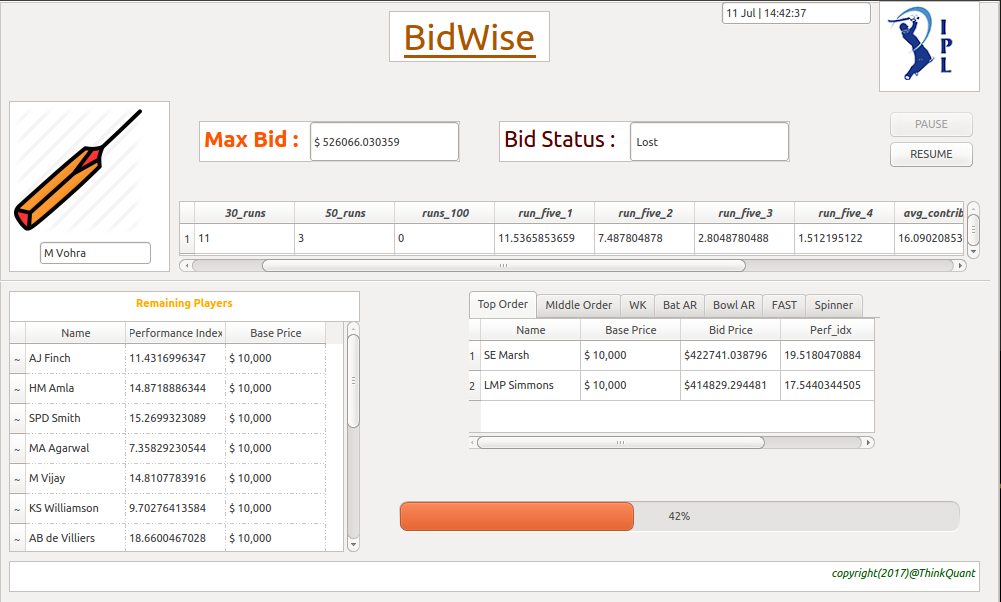 11 Jul | 14:42:37
BidWise
IPL
Max Bid :
$ 526066.030359
Bid Status :
Lost
PAUSE
RESUME
M Vohra
30_runs 50_runs runs_100 run_five_1 run_five_2 run_five_3 run_five_4 avg_contrib
1 11 3 0 11.5365853659 7.487804878 2.8048780488 1.512195122 16.0902085
Remaining Players
Name Performance Index Base Price
~ AJ Finch 11.4316996347 $ 10,000
~ HM Amla 14.8718886344 $ 10,000
~ SPD Smith 15.2699323089 $ 10,000
~ MA Agarwal 7.35829230544 $ 10,000
~ M Vijay 14.8107783916 $ 10,000
~ KS Williamson 9.70276413584 $ 10,000
~ AB de Villiers 18.6600467028 $ 10,000
Top Order MIddle Order WK Bat AR Bowl AR FAST Spinner
Name Base Price Bid Price Perf_idx
1 SE Marsh $ 10,000 $422741.038796 19.5180470884
2 LMP Simmons $ 10,000 $414829.294481 17.5440344505
42%
copyright(2017)@ThinkQuant